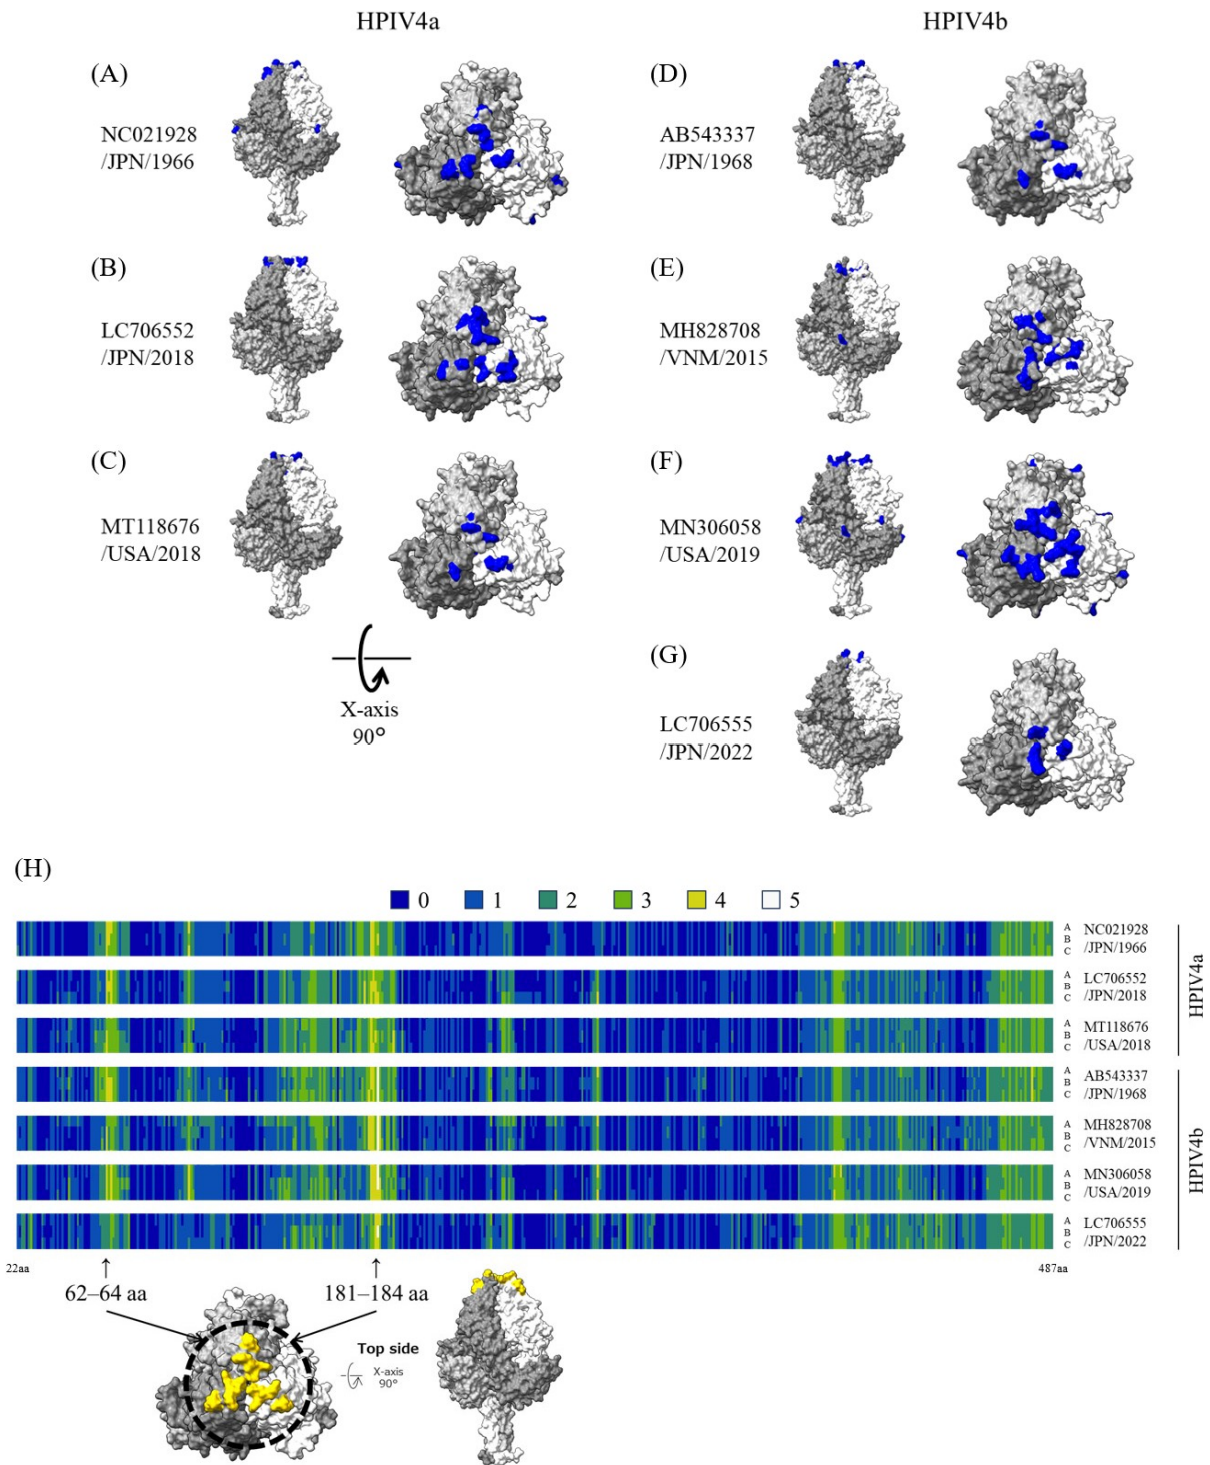 HPIV4a
HPIV4b
(A)
NC021928
/JPN/1966
(D)
AB543337
/JPN/1968
(B)
LC706552
/JPN/2018
(E)
MH828708
/VNM/2015
(C)
MT118676
/USA/2018
(F)
MN306058
/USA/2019
X-axis
90°
(G)
LC706555
/JPN/2022
(H)
0 1 2 3 4 5
A
B
C
NC021928
/JPN/1966
A
B
C
LC706552
/JPN/2018
A
B
C
MT118676
/USA/2018
HPIV4a
A
B
C
AB543337
/JPN/1968
A
B
C
MH828708
/VNM/2015
A
B
C
MN306058
/USA/2019
A
B
C
LC706555
/JPN/2022
HPIV4b
22aa
487aa
62–64 aa
181–184 aa
Top side
X-axis
90°